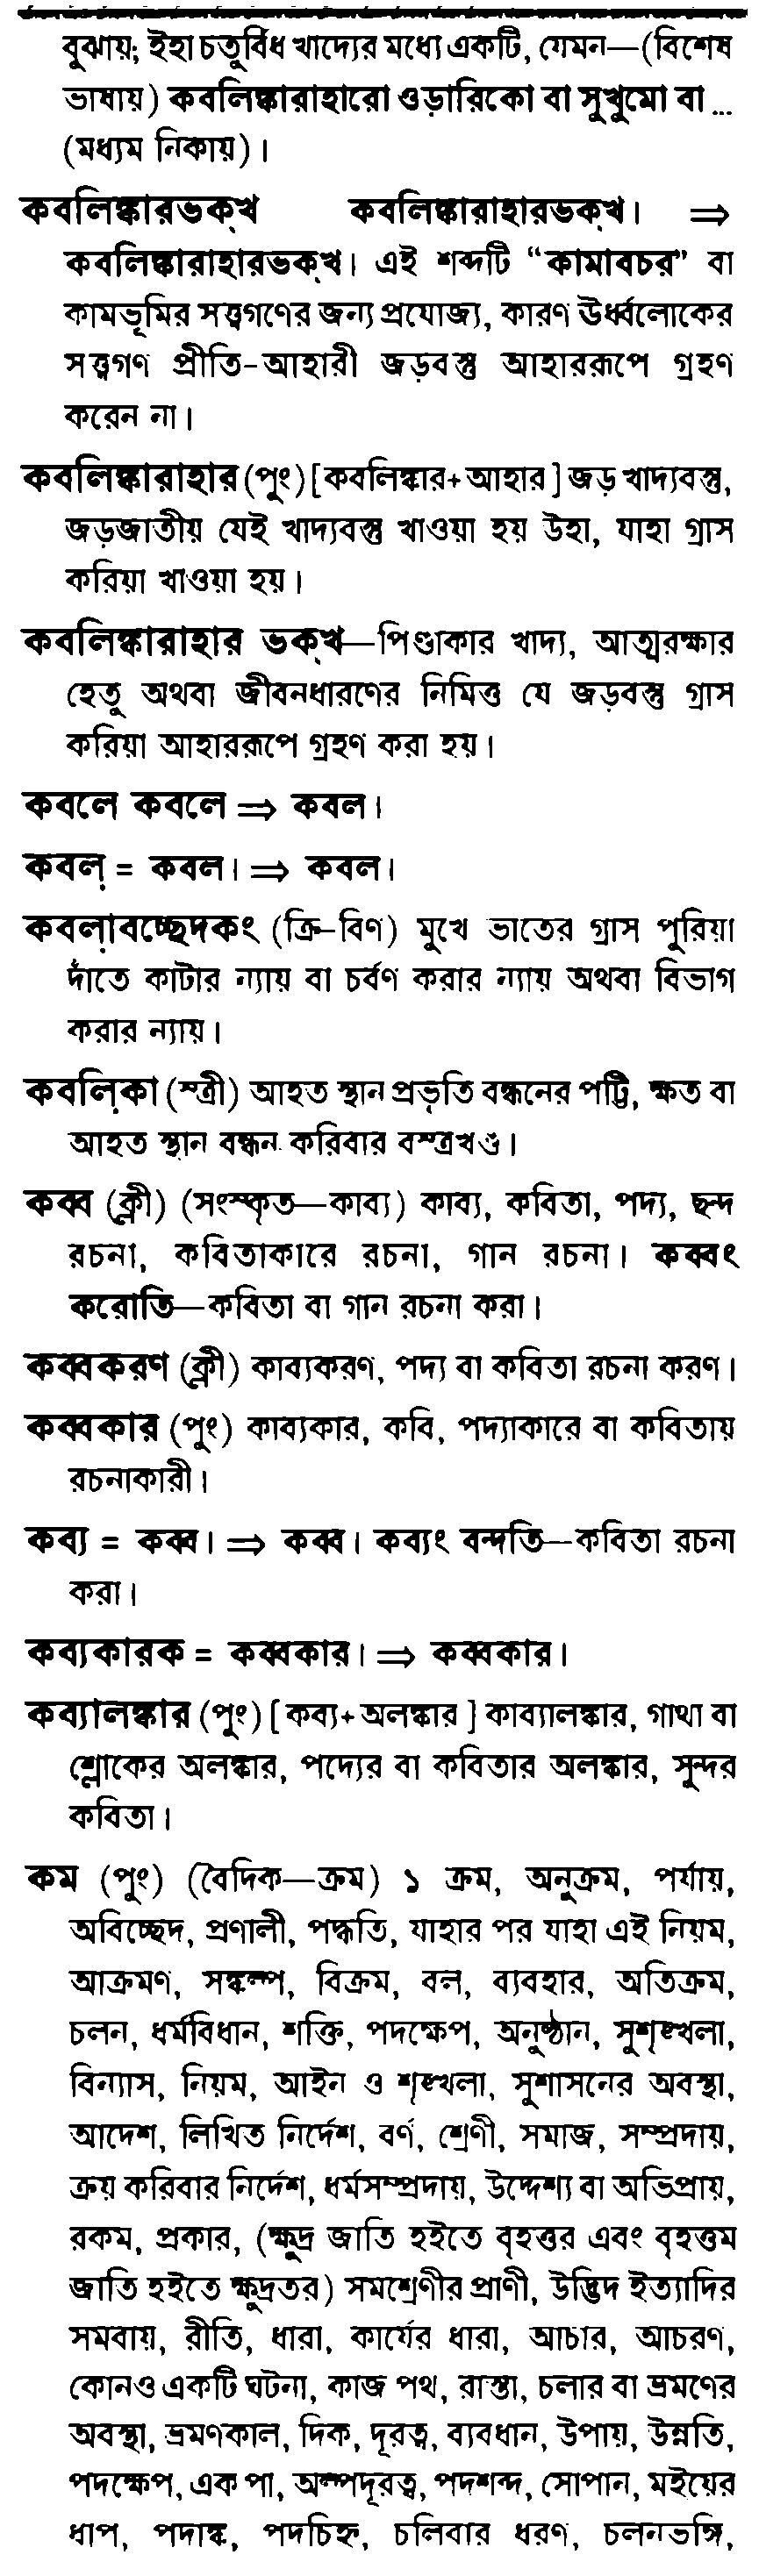 বুঝায়; ইহা চতুর্বিধ খাদ্যের মধ্যে একটি, যেমন—(বিশেষ
ভাষায়) কবলিঙ্কারাহারো ওড়ারিকো বা সুখুমো বা ...
(মধ্যম নিকায়)।
কবলিঙ্কারভক্‌খ কবলিঙ্কারাহারভক্‌খ। ⇒
কবলিঙ্কারাহারভক্‌খ। এই শব্দটি “কামাবচর” বা
কামভূমির সত্ত্বগণের জন্য প্রযোজ্য, কারণ ঊর্ধ্বলোকের
সত্ত্বগণ প্রীতি-আহারী জড়বস্তু আহাররূপে গ্রহণ
করেন না।
কবলিঙ্কারাহার (পুং) [ কবলিঙ্কার+আহার ] জড় খাদ্যবস্তু,
জড়জাতীয় যেই খাদ্যবস্তু খাওয়া হয় উহা, যাহা গ্রাস
করিয়া খাওয়া হয়।
কবলিঙ্কারাহার ভক্‌খ—পিণ্ডাকার খাদ্য, আত্মরক্ষার
হেতু অথবা জীবনধারণের নিমিত্ত যে জড়বস্তু গ্রাস
করিয়া আহাররূপে গ্রহণ করা হয়।
কবলে কবলে ⇒ কবল।
কবল় = কবল। ⇒ কবল।
কবল়াবচ্ছেদকং (ক্রি-বিণ) মুখে ভাতের গ্রাস পুরিয়া
দাঁতে কাটার ন্যায় বা চর্বণ করার ন্যায় অথবা বিভাগ
করার ন্যায়।
কবলি়কা (স্ত্রী) আহত স্থান প্রভৃতি বন্ধনের পট্টি, ক্ষত বা
আহত স্থান বন্ধন করিবার বস্ত্রখণ্ড।
কব্ব (ক্লী) (সংস্কৃত—কাব্য) কাব্য, কবিতা, পদ্য, ছন্দ
রচনা, কবিতাকারে রচনা, গান রচনা। কব্বং
করোতি—কবিতা বা গান রচনা করা।
কব্বকরণ (ক্লী) কাব্যকরণ, পদ্য বা কবিতা রচনা করণ।
কব্বকার (পুং) কাব্যকার, কবি, পদ্যাকারে বা কবিতায়
রচনাকারী।
কব্য = কব্ব। ⇒ কব্ব। কব্যং বন্দতি—কবিতা রচনা
করা।
কব্যকারক = কব্বকার। ⇒ কব্বকার।
কব্যালঙ্কার (পুং) [ কব্য+অলঙ্কার ] কাব্যালঙ্কার, গাথা বা
শ্লোকের অলঙ্কার, পদ্যের বা কবিতার অলঙ্কার, সুন্দর
কবিতা।
কম (পুং) (বৈদিক—ক্রম) ১ ক্রম, অনুক্রম, পর্যায়,
অবিচ্ছেদ, প্রণালী, পদ্ধতি, যাহার পর যাহা এই নিয়ম,
আক্রমণ, সঙ্কল্প, বিক্রম, বল, ব্যবহার, অতিক্রম,
চলন, ধর্মবিধান, শক্তি, পদক্ষেপ, অনুষ্ঠান, সুশৃঙ্খলা,
বিন্যাস, নিয়ম, আইন ও শৃঙ্খলা, সুশাসনের অবস্থা,
আদেশ, লিখিত নির্দেশ, বর্ণ, শ্রেণী, সমাজ, সম্প্রদায়,
ক্রয় করিবার নির্দেশ, ধর্মসম্প্রদায়, উদ্দেশ্য বা অভিপ্রায়,
রকম, প্রকার, (ক্ষুদ্র জাতি হইতে বৃহত্তর এবং বৃহত্তম
জাতি হইতে ক্ষুদ্রতর) সমশ্রেণীর প্রাণী, উদ্ভিদ ইত্যাদির
সমবায়, রীতি, ধারা, কার্যের ধারা, আচার, আচরণ,
কোনও একটি ঘটনা, কাজ পথ, রাস্তা, চলার বা ভ্রমণের
অবস্থা, ভ্রমণকাল, দিক, দূরত্ব, ব্যবধান, উপায়, উন্নতি,
পদক্ষেপ, এক পা, অল্পদূরত্ব, পদশব্দ, সোপান, মইয়ের
ধাপ, পদাঙ্ক, পদচিহ্ন, চলিবার ধরণ, চলনভঙ্গি,